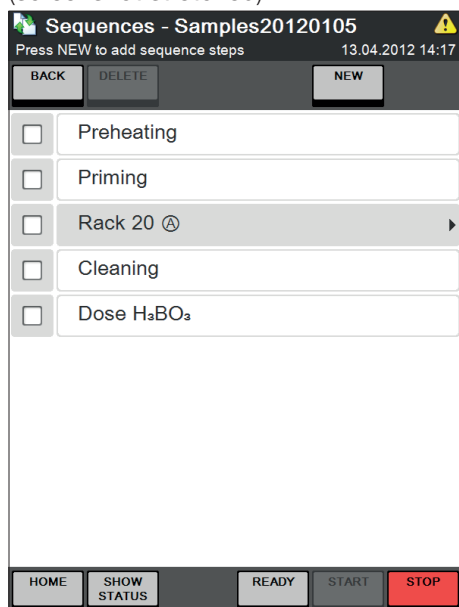 Sequences - Samples20120105
Press NEW to add sequence steps 13.04.2012 14:17
BACK DELETE NEW
Preheating
Priming
Rack 20 Ⓐ
Cleaning
Dose H₃BO₃
HOME SHOW STATUS READY START STOP